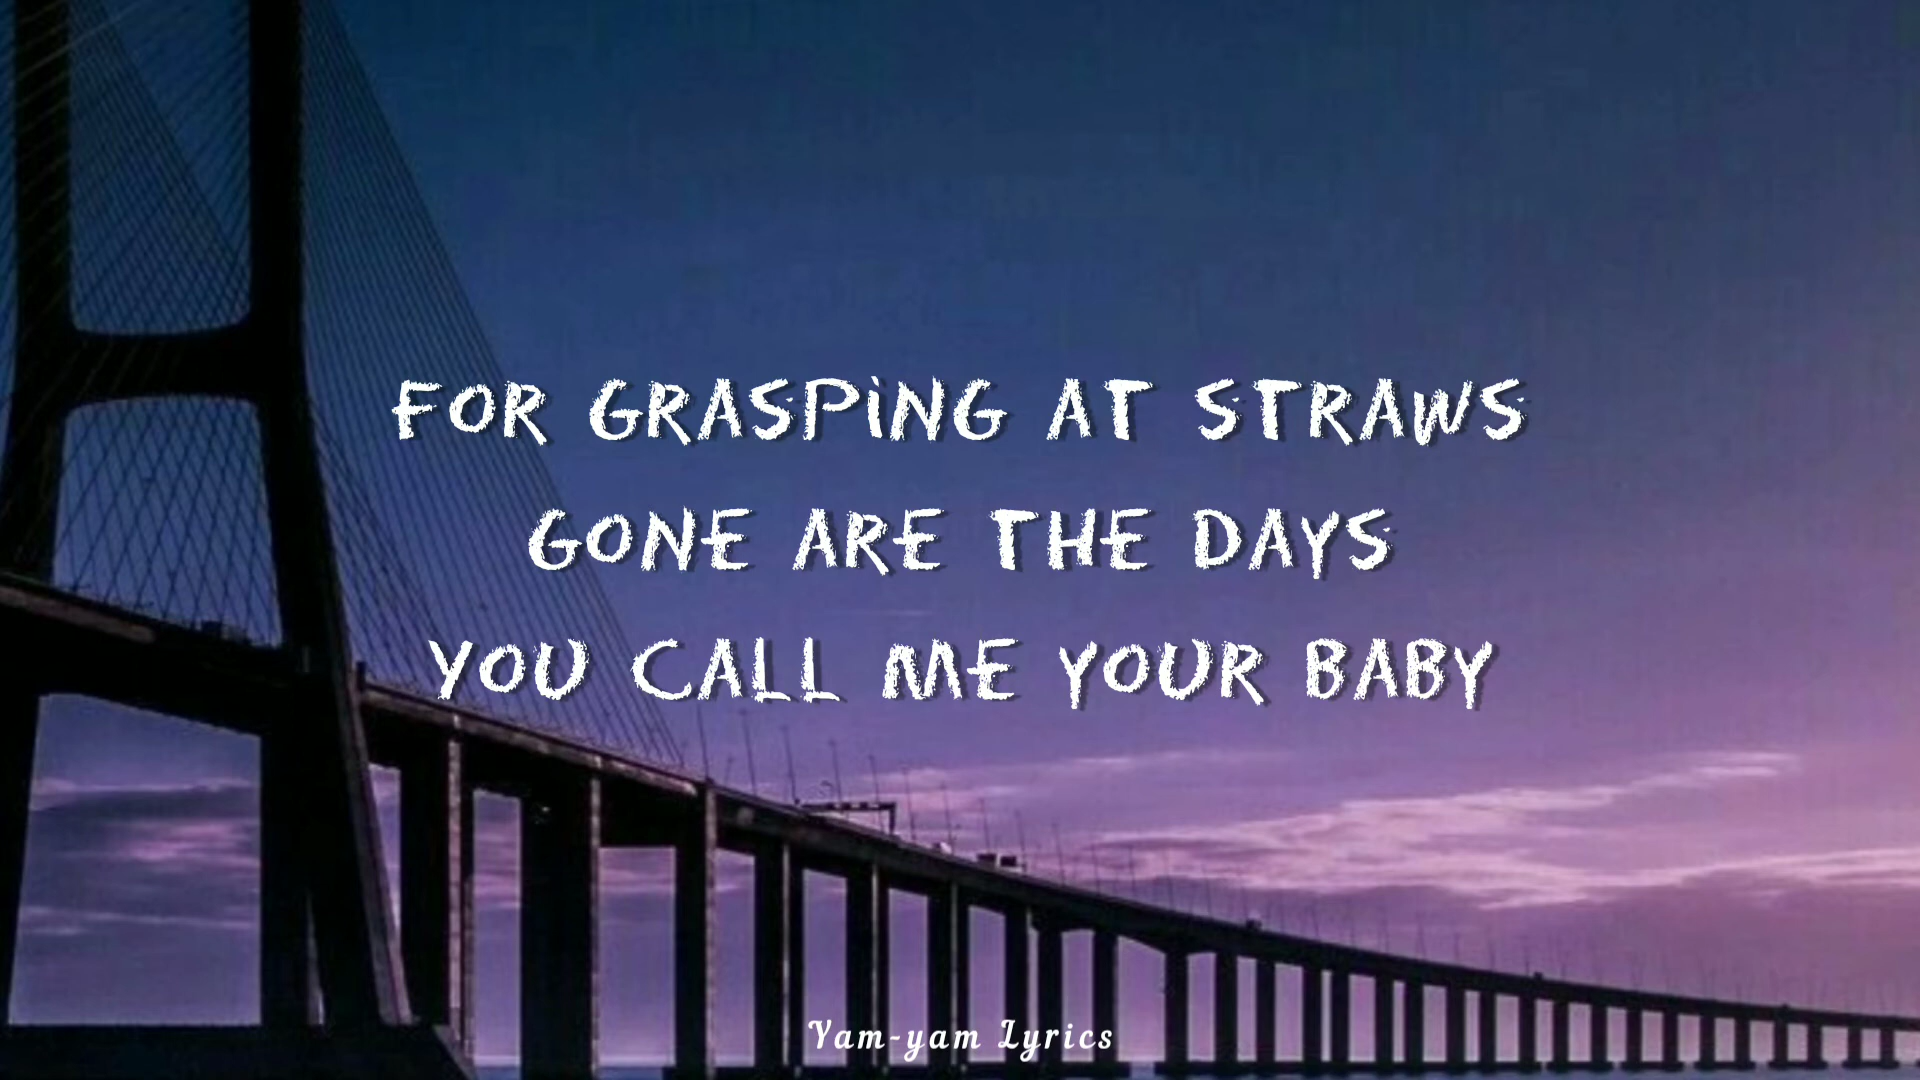 FOR GRASPING AT STRAWS
GONE ARE THE DAYS
YOU CALL ME YOUR BABY
Yam-yam Lyrics